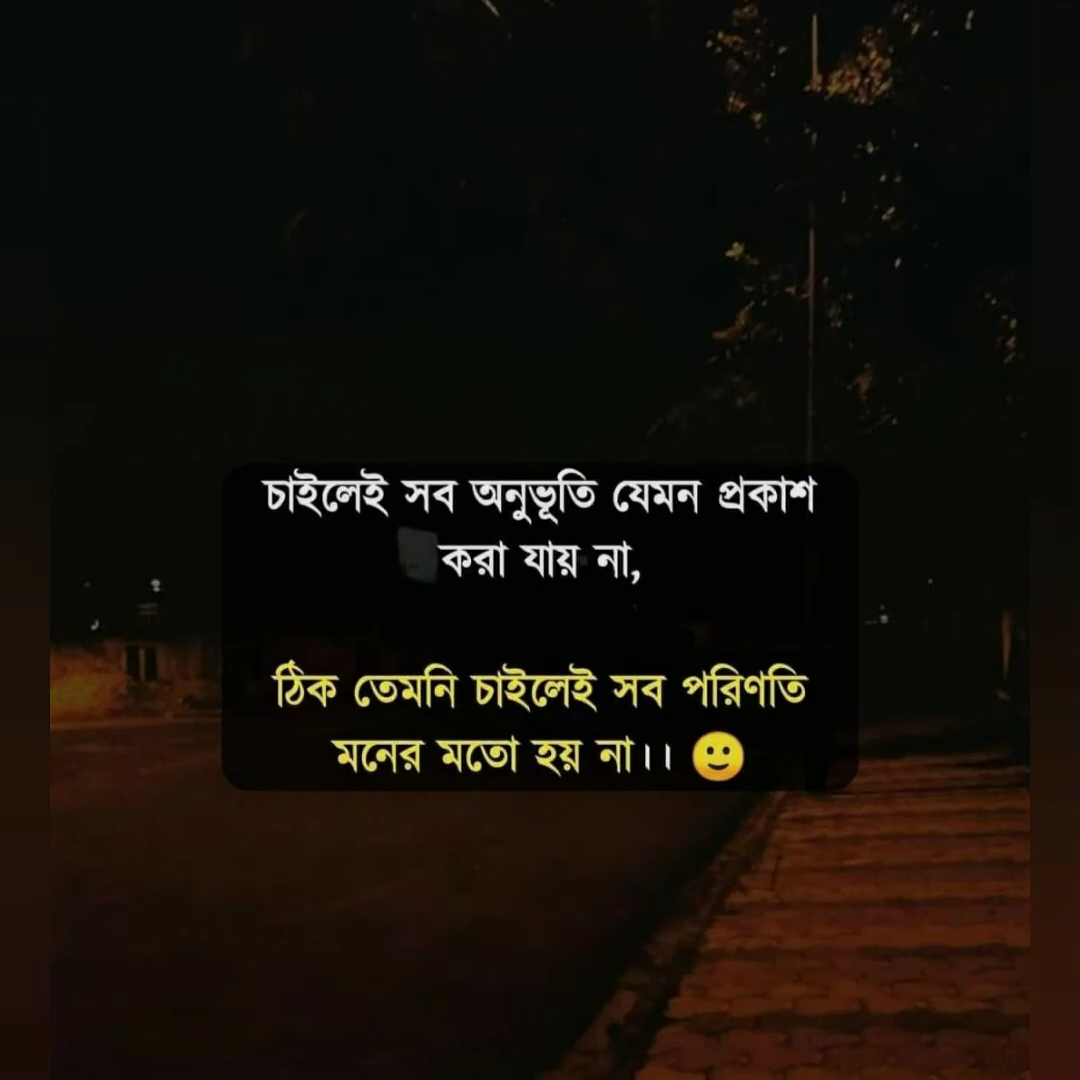 চাইলেই সব অনুভূতি যেমন প্রকাশ
করা যায় না,
ঠিক তেমনি চাইলেই সব পরিণতি
মনের মতো হয় না।। 🙂